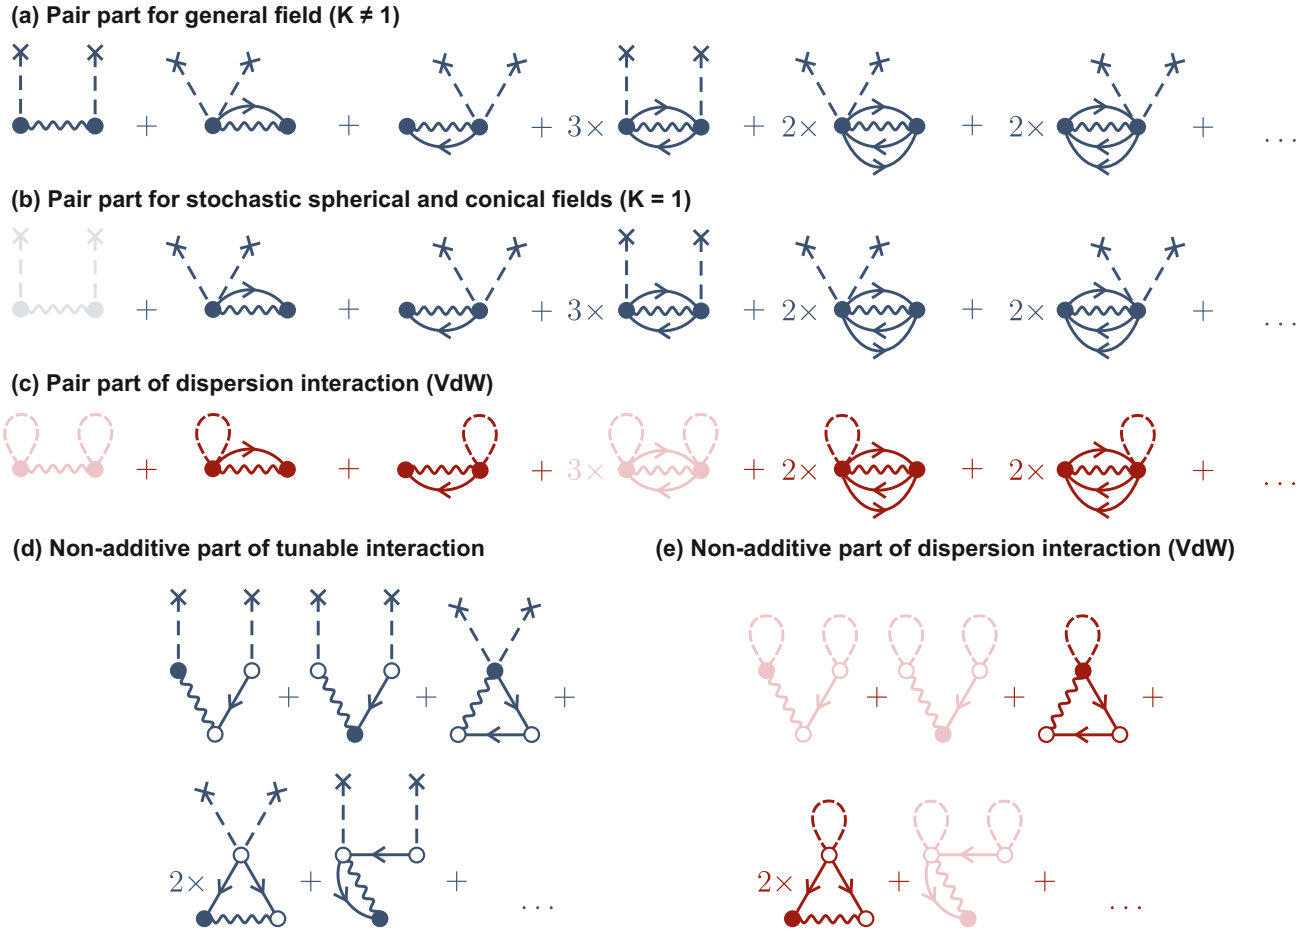 (a) Pair part for general field (K ≠ 1)
+ + + 3× + 2× + 2× + ...
(b) Pair part for stochastic spherical and conical fields (K = 1)
+ + + 3× + 2× + 2× + ...
(c) Pair part of dispersion interaction (VdW)
+ + + 3× + 2× + 2× + ...
(d) Non-additive part of tunable interaction
(e) Non-additive part of dispersion interaction (VdW)
+ + +
+ + +
2× + + ...
2× + + ...